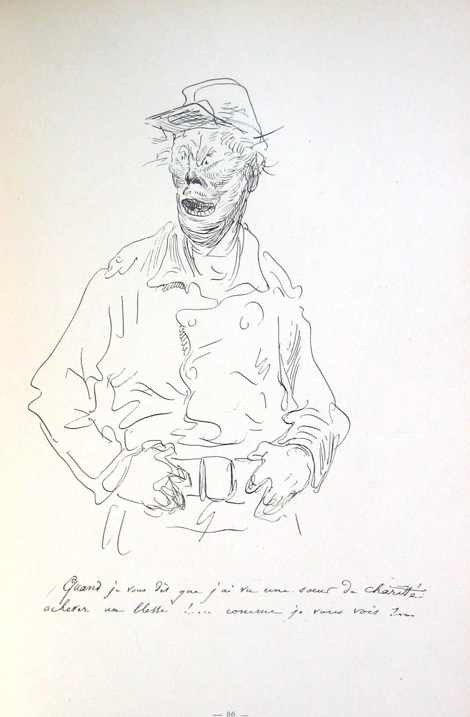 Quand je vous dis que j'ai vu une soeur de charité
achever un blessé !.... comme je vous vois !....
— 86 —